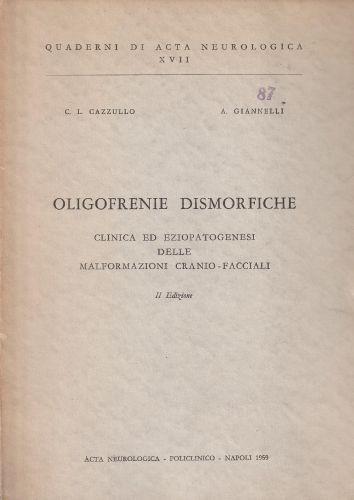 QUADERNI DI ACTA NEUROLOGICA
XVII
87
C. L. CAZZULLO A. GIANNELLI
OLIGOFRENIE DISMORFICHE
CLINICA ED EZIOPATOGENESI
DELLE
MALFORMAZIONI CRANIO-FACCIALI
II Edizione
ACTA NEUROLOGICA - POLICLINICO - NAPOLI 1959